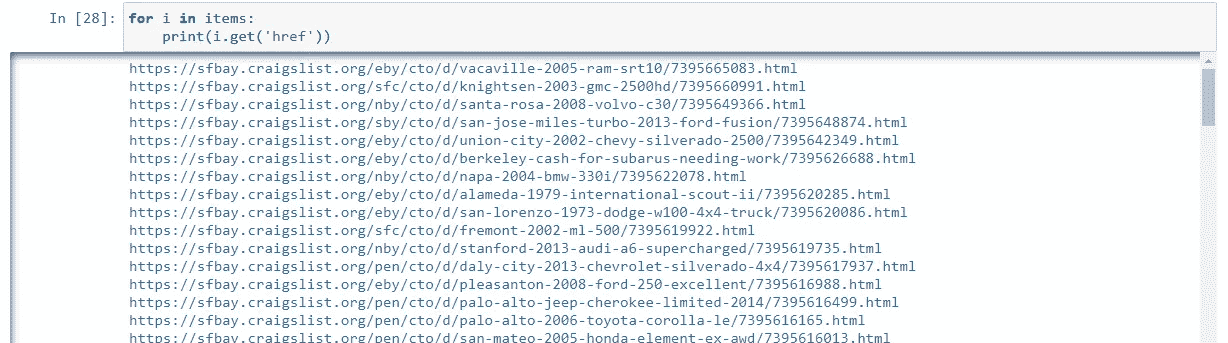 In [28]: for i in items:
print(i.get('href'))
https://sfbay.craigslist.org/eby/cto/d/vacaville-2005-ram-srt10/7395665083.html
https://sfbay.craigslist.org/sfc/cto/d/knightsen-2003-gmc-2500hd/7395660991.html
https://sfbay.craigslist.org/nby/cto/d/santa-rosa-2008-volvo-c30/7395649366.html
https://sfbay.craigslist.org/sby/cto/d/san-jose-miles-turbo-2013-ford-fusion/7395648874.html
https://sfbay.craigslist.org/eby/cto/d/union-city-2002-chevy-silverado-2500/7395642349.html
https://sfbay.craigslist.org/eby/cto/d/berkeley-cash-for-subarus-needing-work/7395626688.html
https://sfbay.craigslist.org/nby/cto/d/napa-2004-bmw-330i/7395622078.html
https://sfbay.craigslist.org/eby/cto/d/alameda-1979-international-scout-ii/7395620285.html
https://sfbay.craigslist.org/eby/cto/d/san-lorenzo-1973-dodge-w100-4x4-truck/7395620086.html
https://sfbay.craigslist.org/sfc/cto/d/fremont-2002-ml-500/7395619922.html
https://sfbay.craigslist.org/nby/cto/d/stanford-2013-audi-a6-supercharged/7395619735.html
https://sfbay.craigslist.org/pen/cto/d/daly-city-2013-chevrolet-silverado-4x4/7395617937.html
https://sfbay.craigslist.org/eby/cto/d/pleasanton-2008-ford-250-excellent/7395616988.html
https://sfbay.craigslist.org/pen/cto/d/palo-alto-jeep-cherokee-limited-2014/7395616499.html
https://sfbay.craigslist.org/pen/cto/d/palo-alto-2006-toyota-corolla-le/7395616165.html
https://sfbay.craigslist.org/pen/cto/d/san-mateo-2005-honda-element-ex-awd/7395616013.html